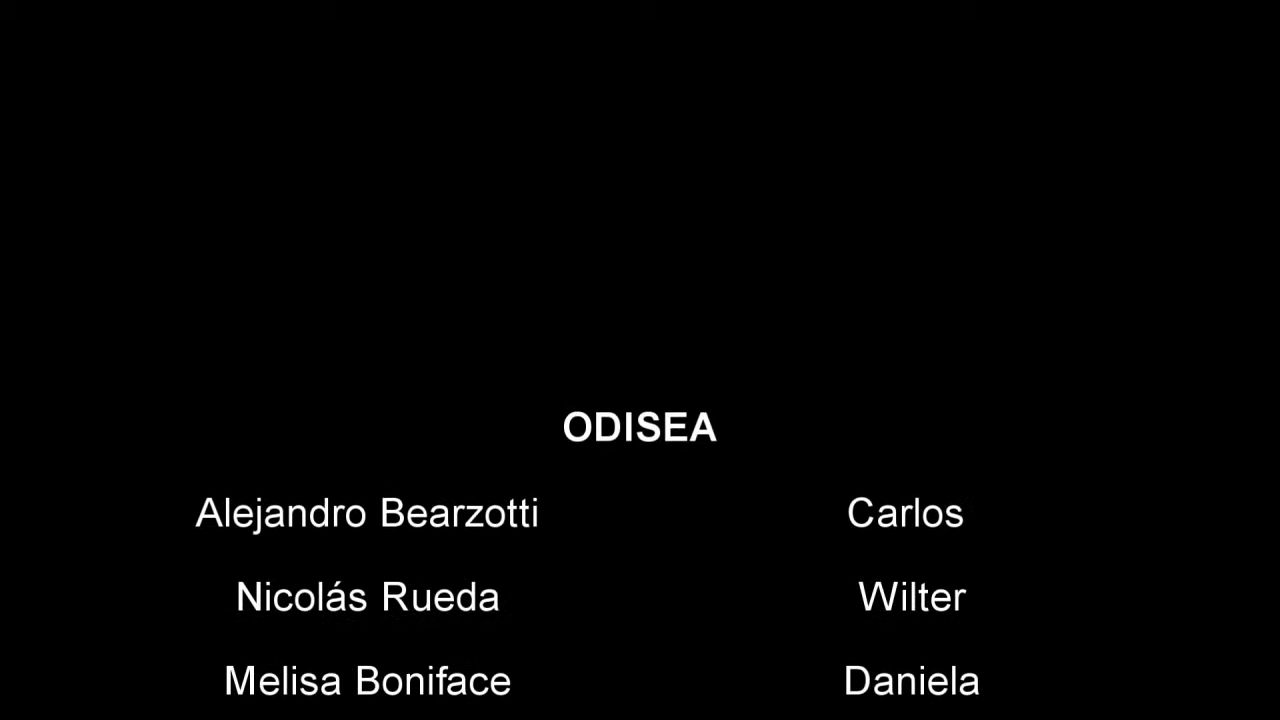 ODISEA
Alejandro Bearzotti Carlos
Nicolás Rueda Wilter
Melisa Boniface Daniela